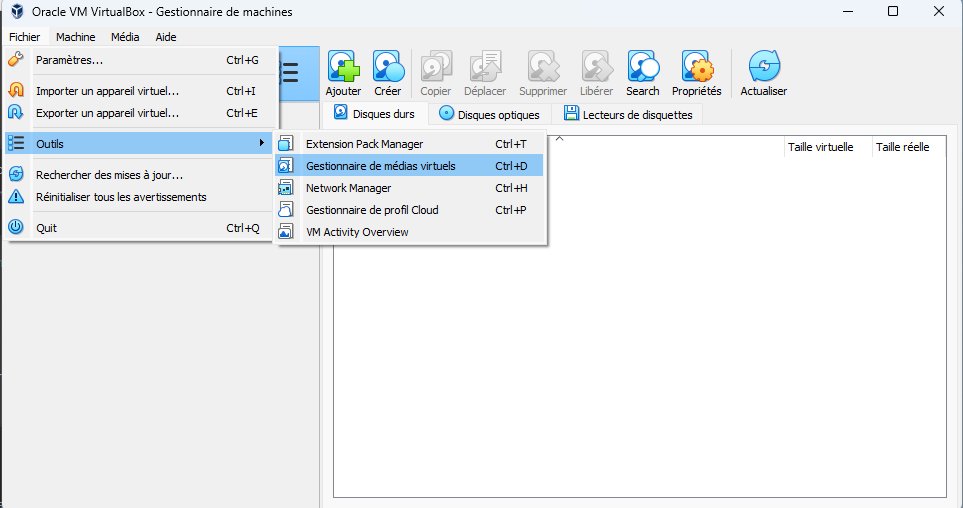 Oracle VM VirtualBox - Gestionnaire de machines
Fichier Machine Média Aide
Paramètres... Ctrl+G
Importer un appareil virtuel... Ctrl+I
Exporter un appareil virtuel... Ctrl+E
Outils
Rechercher des mises à jour...
Réinitialiser tous les avertissements
Quit Ctrl+Q
Extension Pack Manager Ctrl+T
Gestionnaire de médias virtuels Ctrl+D
Network Manager Ctrl+H
Gestionnaire de profil Cloud Ctrl+P
VM Activity Overview
Ajouter Créer Copier Déplacer Supprimer Libérer Search Propriétés Actualiser
Disques durs Disques optiques Lecteurs de disquettes
Taille virtuelle Taille réelle